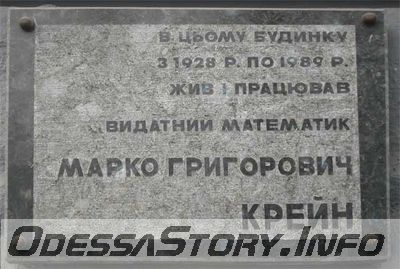 В ЦЬОМУ БУДИНКУ
З 1928 Р. ПО 1989 Р.
ЖИВ І ПРАЦЮВАВ
ВИДАТНИЙ МАТЕМАТИК
МАРКО ГРИГОРОВИЧ
КРЕЙН
ODESSASTORY.INFO